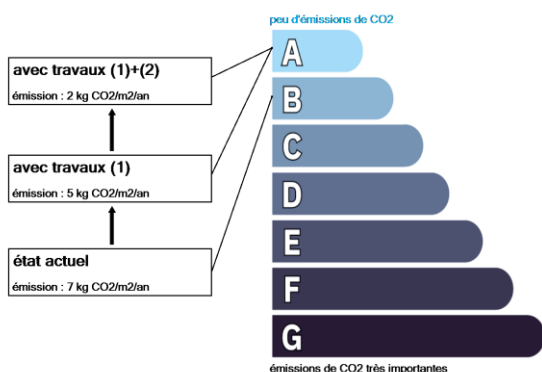 peu d'émissions de CO2
avec travaux (1)+(2)
émission : 2 kg CO2/m2/an
avec travaux (1)
émission : 5 kg CO2/m2/an
état actuel
émission : 7 kg CO2/m2/an
A
B
C
D
E
F
G
émissions de CO2 très importantes